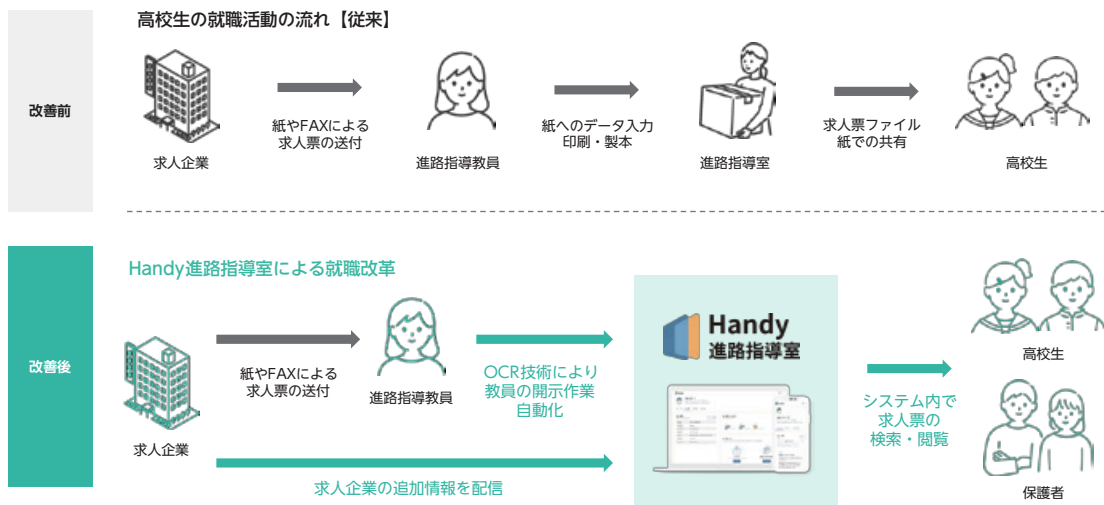 高校生の就職活動の流れ【従来】
改善前
紙やFAXによる
求人票の送付
紙へのデータ入力
印刷・製本
求人票ファイル
紙での共有
求人企業
進路指導教員
進路指導室
高校生
Handy進路指導室による就職改革
改善後
求人企業
紙やFAXによる
求人票の送付
進路指導教員
OCR技術により
教員の開示作業
自動化
求人企業の追加情報を配信
Handy
進路指導室
システム内で
求人票の
検索・閲覧
高校生
保護者